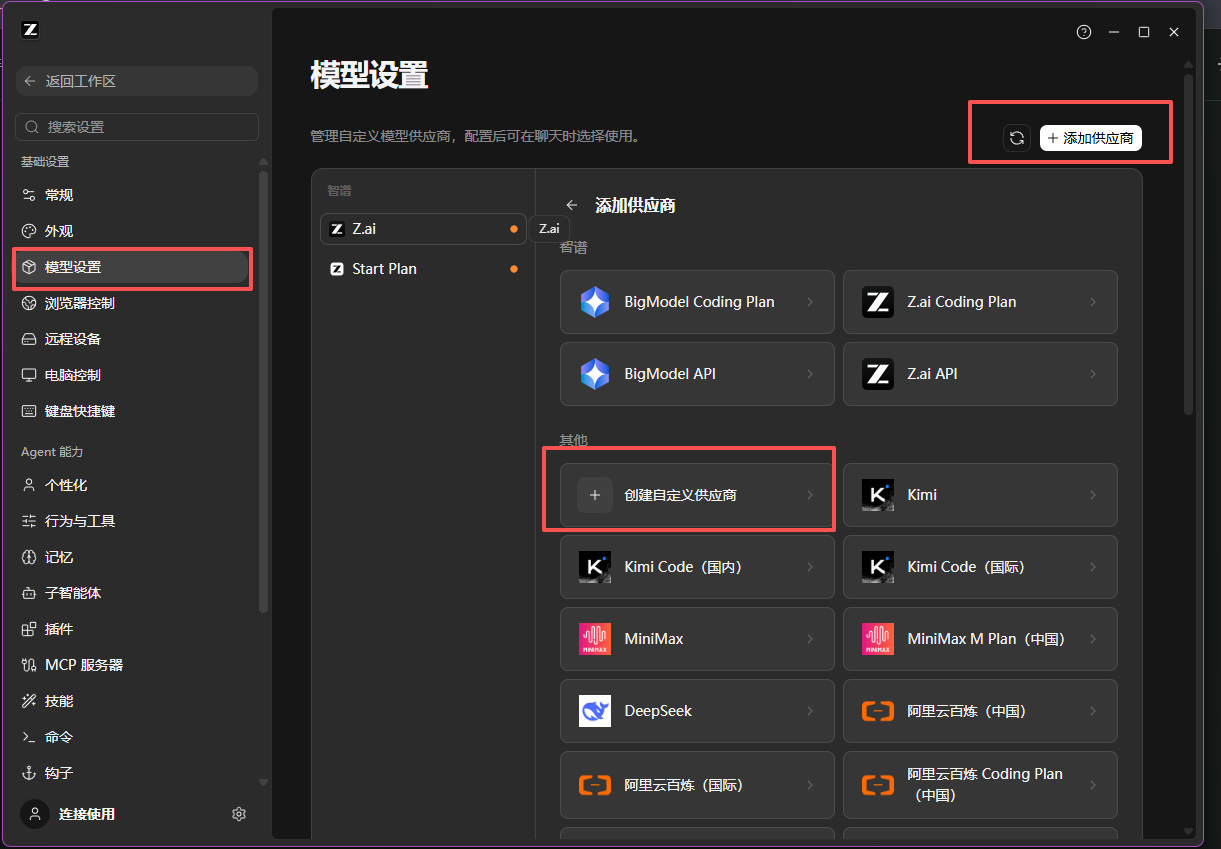 返回工作区
搜索设置
基础设置
常规
外观
模型设置
浏览器控制
远程设备
电脑控制
键盘快捷键
Agent 能力
个性化
行为与工具
记忆
子智能体
插件
MCP 服务器
技能
命令
钩子
连接使用
模型设置
管理自定义模型供应商，配置后可在聊天时选择使用。
添加供应商
智谱
Z.ai
Start Plan
添加供应商
Z.ai
智谱
BigModel Coding Plan
Z.ai Coding Plan
BigModel API
Z.ai API
其他
创建自定义供应商
Kimi
Kimi Code（国内）
Kimi Code（国际）
MINIMAX
MiniMax
MINIMAX
MiniMax M Plan（中国）
DeepSeek
阿里云百炼（中国）
阿里云百炼（国际）
阿里云百炼 Coding Plan
（中国）